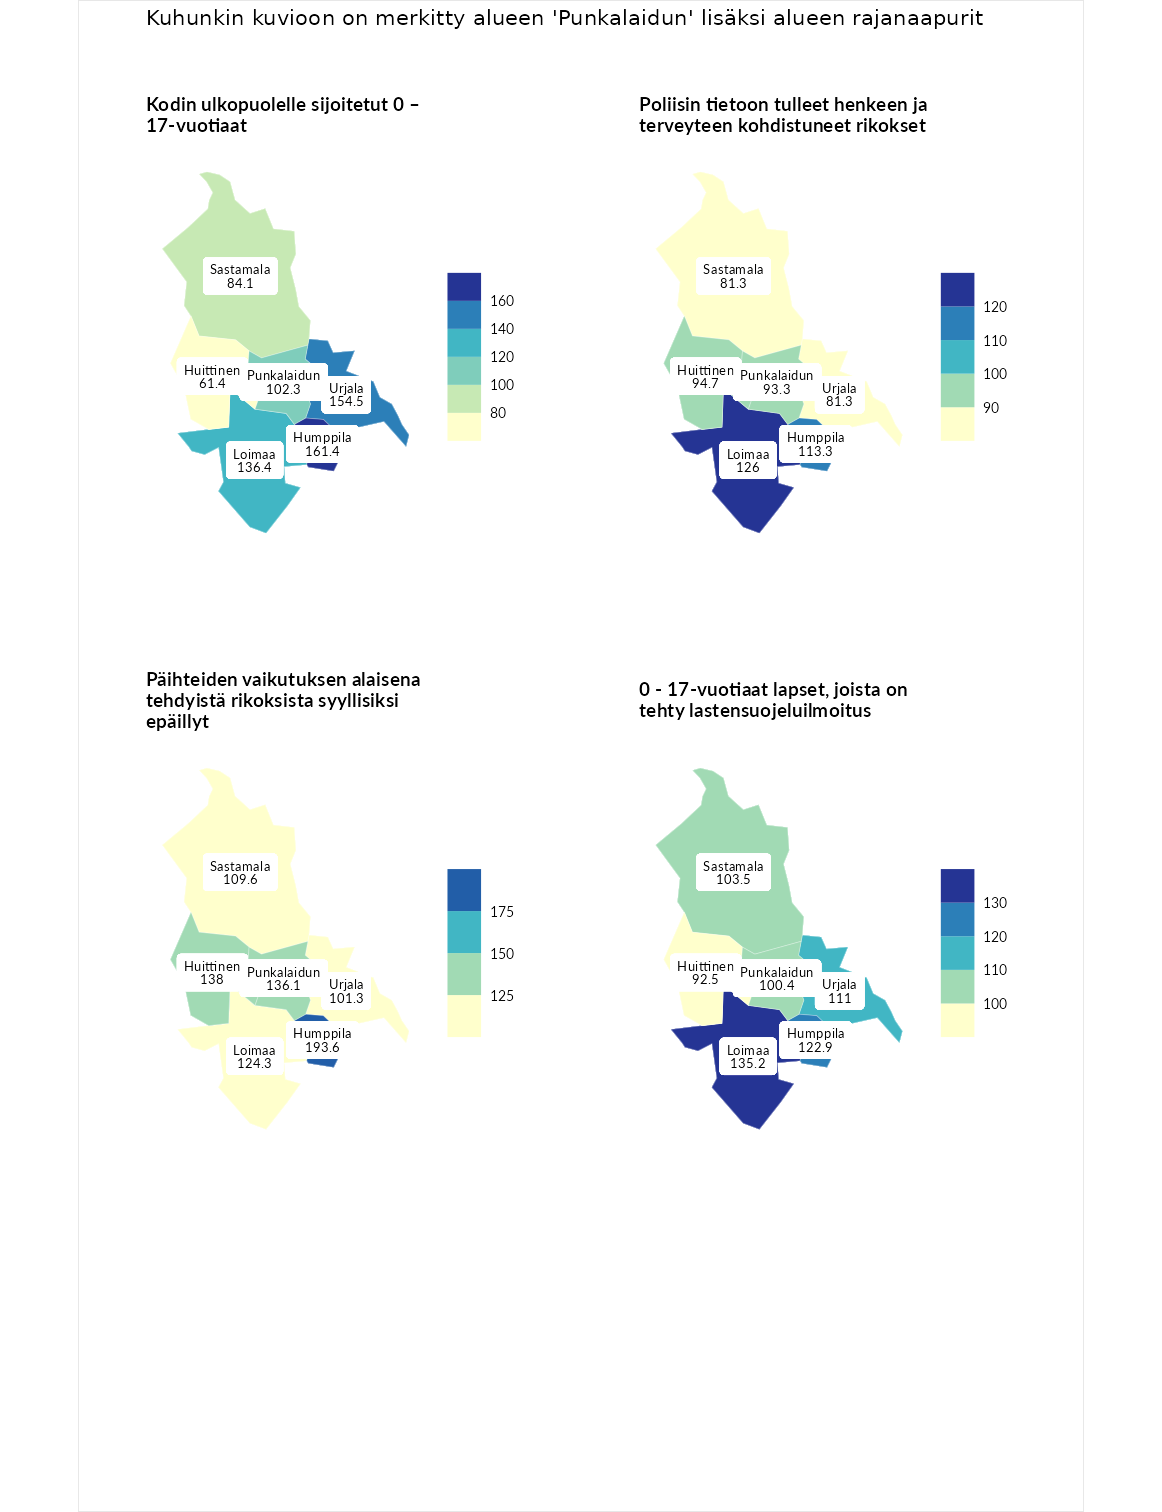 Kuhunkin kuvioon on merkitty alueen 'Punkalaidun' lisäksi alueen rajanaapurit
Kodin ulkopuolelle sijoitetut 0 –
17-vuotiaat
Sastamala
84.1
Huittinen
61.4
Punkalaidun
102.3
Urjala
154.5
Humppila
161.4
Loimaa
136.4
160
140
120
100
80
Poliisin tietoon tulleet henkeen ja
terveyteen kohdistuneet rikokset
Sastamala
81.3
Huittinen
94.7
Punkalaidun
93.3
Urjala
81.3
Humppila
113.3
Loimaa
126
120
110
100
90
Päihteiden vaikutuksen alaisena
tehdyistä rikoksista syyllisiksi
epäillyt
Sastamala
109.6
Huittinen
138
Punkalaidun
136.1
Urjala
101.3
Humppila
193.6
Loimaa
124.3
175
150
125
0 - 17-vuotiaat lapset, joista on
tehty lastensuojeluilmoitus
Sastamala
103.5
Huittinen
92.5
Punkalaidun
100.4
Urjala
111
Humppila
122.9
Loimaa
135.2
130
120
110
100